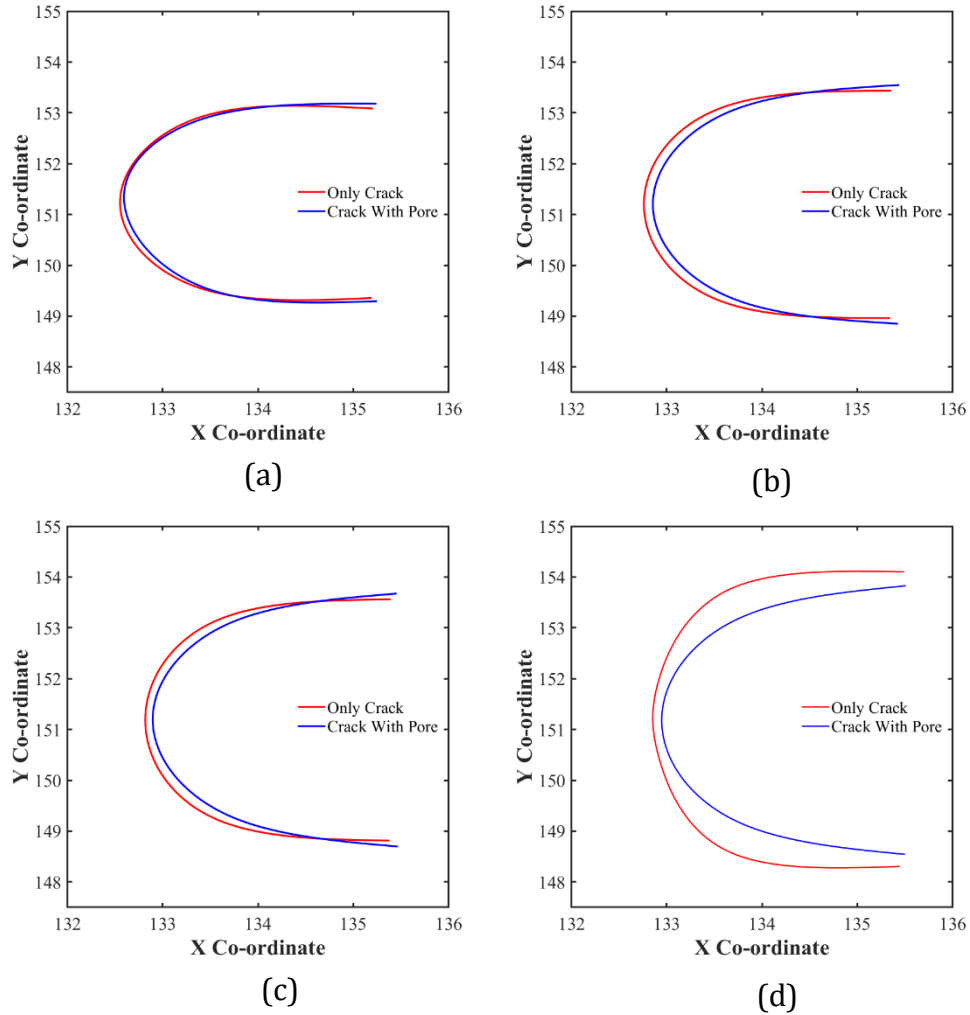 155
154
153
152
151
150
149
148
132
133
134
135
136
Y Co-ordinate
X Co-ordinate
Only Crack
Crack With Pore
(a)
155
154
153
152
151
150
149
148
132
133
134
135
136
Y Co-ordinate
X Co-ordinate
Only Crack
Crack With Pore
(b)
155
154
153
152
151
150
149
148
132
133
134
135
136
Y Co-ordinate
X Co-ordinate
Only Crack
Crack With Pore
(c)
155
154
153
152
151
150
149
148
132
133
134
135
136
Y Co-ordinate
X Co-ordinate
Only Crack
Crack With Pore
(d)